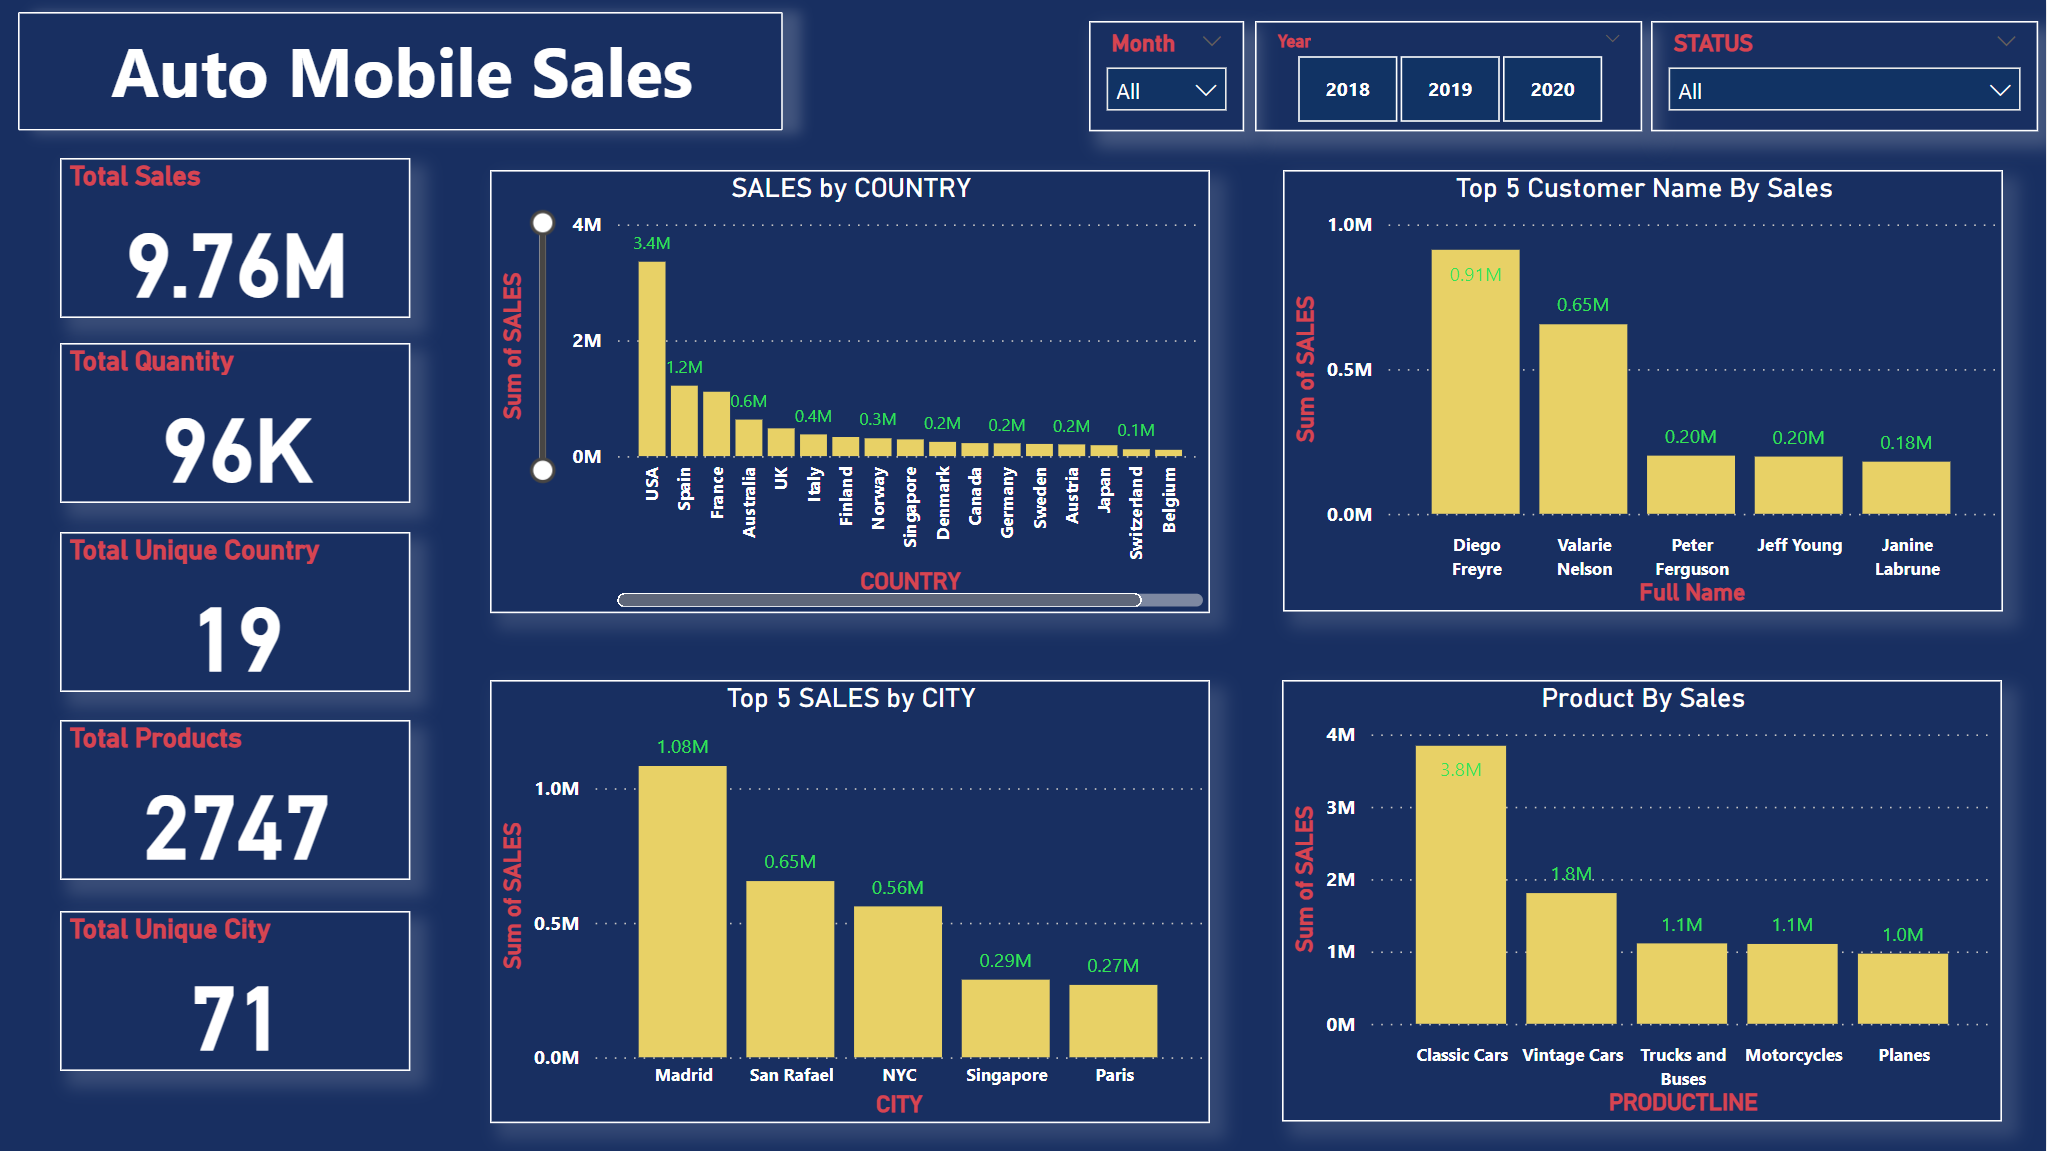 Auto Mobile Sales
Month
All
Year
2018 2019 2020
STATUS
All
Total Sales
9.76M
Total Quantity
96K
Total Unique Country
19
Total Products
2747
Total Unique City
71
SALES by COUNTRY
Sum of SALES
4M
2M
0M
3.4M
1.2M
0.6M
0.4M
0.3M
0.2M
0.2M
0.2M
0.1M
USA
Spain
France
Australia
UK
Italy
Finland
Norway
Singapore
Denmark
Canada
Germany
Sweden
Austria
Japan
Switzerland
Belgium
COUNTRY
Top 5 Customer Name By Sales
Sum of SALES
1.0M
0.5M
0.0M
0.91M
0.65M
0.20M
0.20M
0.18M
Diego
Freyre
Valarie
Nelson
Peter
Ferguson
Jeff Young
Janine
Labrune
Full Name
Top 5 SALES by CITY
Sum of SALES
1.0M
0.5M
0.0M
1.08M
0.65M
0.56M
0.29M
0.27M
Madrid
San Rafael
NYC
Singapore
Paris
CITY
Product By Sales
Sum of SALES
4M
3M
2M
1M
0M
3.8M
1.8M
1.1M
1.1M
1.0M
Classic Cars
Vintage Cars
Trucks and
Buses
Motorcycles
Planes
PRODUCTLINE